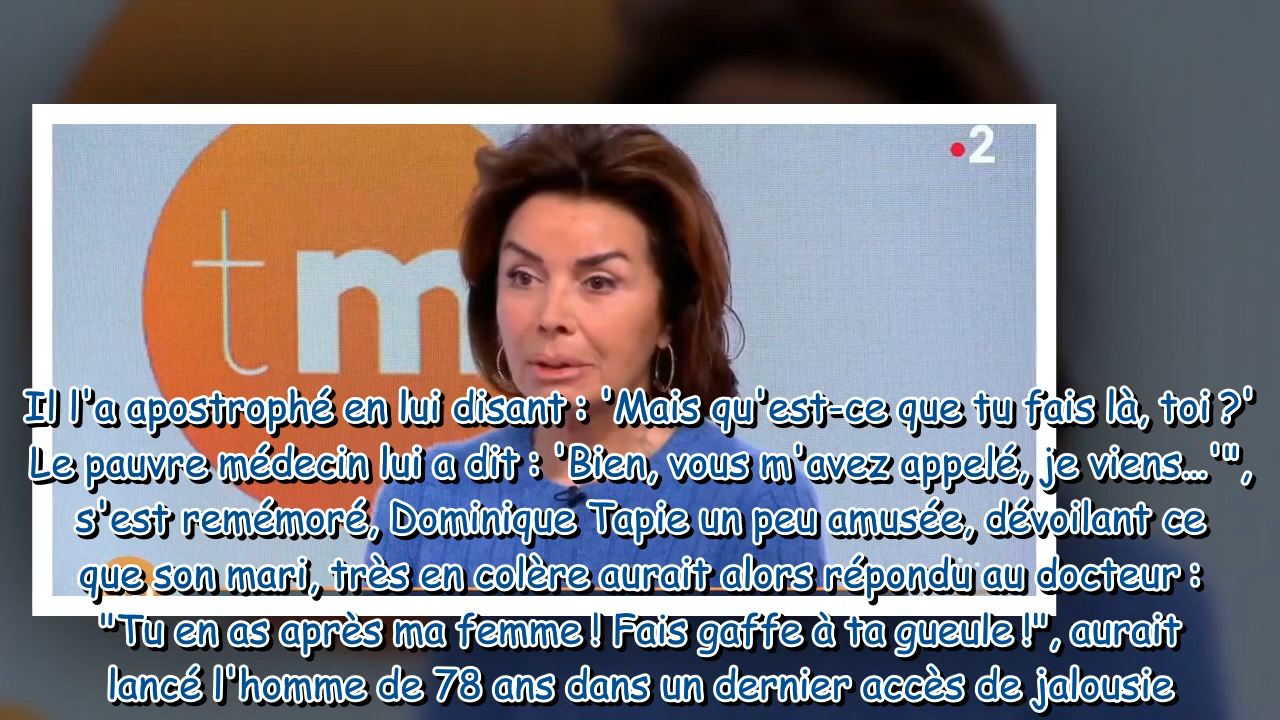 2
tm
Il l'a apostrophé en lui disant : 'Mais qu'est-ce que tu fais là, toi ?'
Le pauvre médecin lui a dit : 'Bien, vous m'avez appelé, je viens...'",
s'est remémoré, Dominique Tapie un peu amusée, dévoilant ce
que son mari, très en colère aurait alors répondu au docteur :
"Tu en as après ma femme ! Fais gaffe à ta gueule !", aurait
lancé l'homme de 78 ans dans un dernier accès de jalousie